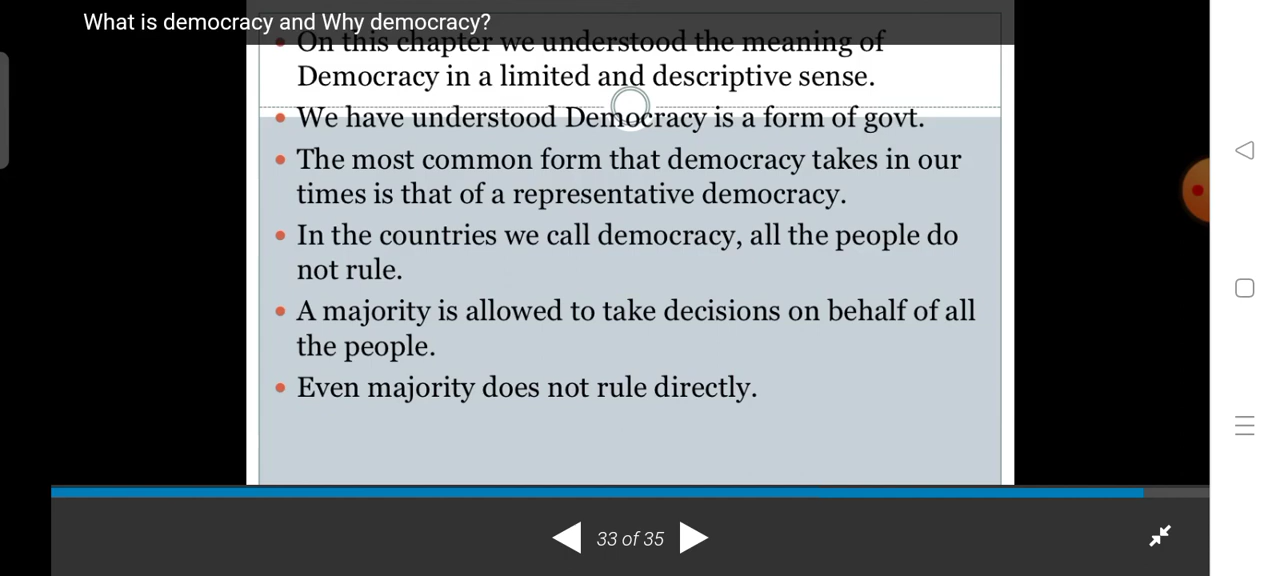 What is democracy and Why democracy?
• On this chapter we understood the meaning of
Democracy in a limited and descriptive sense.
• We have understood Democracy is a form of govt.
• The most common form that democracy takes in our
times is that of a representative democracy.
• In the countries we call democracy, all the people do
not rule.
• A majority is allowed to take decisions on behalf of all
the people.
• Even majority does not rule directly.
33 of 35